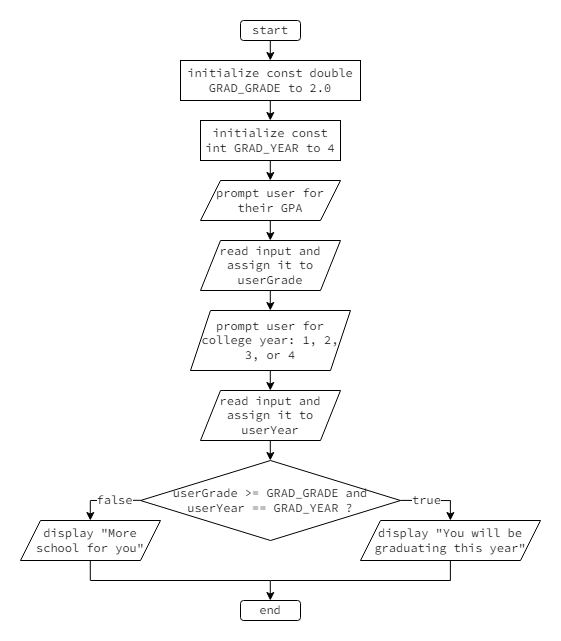 start
initialize const double
GRAD_GRADE to 2.0
initialize const
int GRAD_YEAR to 4
prompt user for
their GPA
read input and
assign it to
userGrade
prompt user for
college year: 1, 2,
3, or 4
read input and
assign it to
userYear
userGrade >= GRAD_GRADE and
userYear == GRAD_YEAR ?
false
true
display "More
school for you"
display "You will be
graduating this year"
end